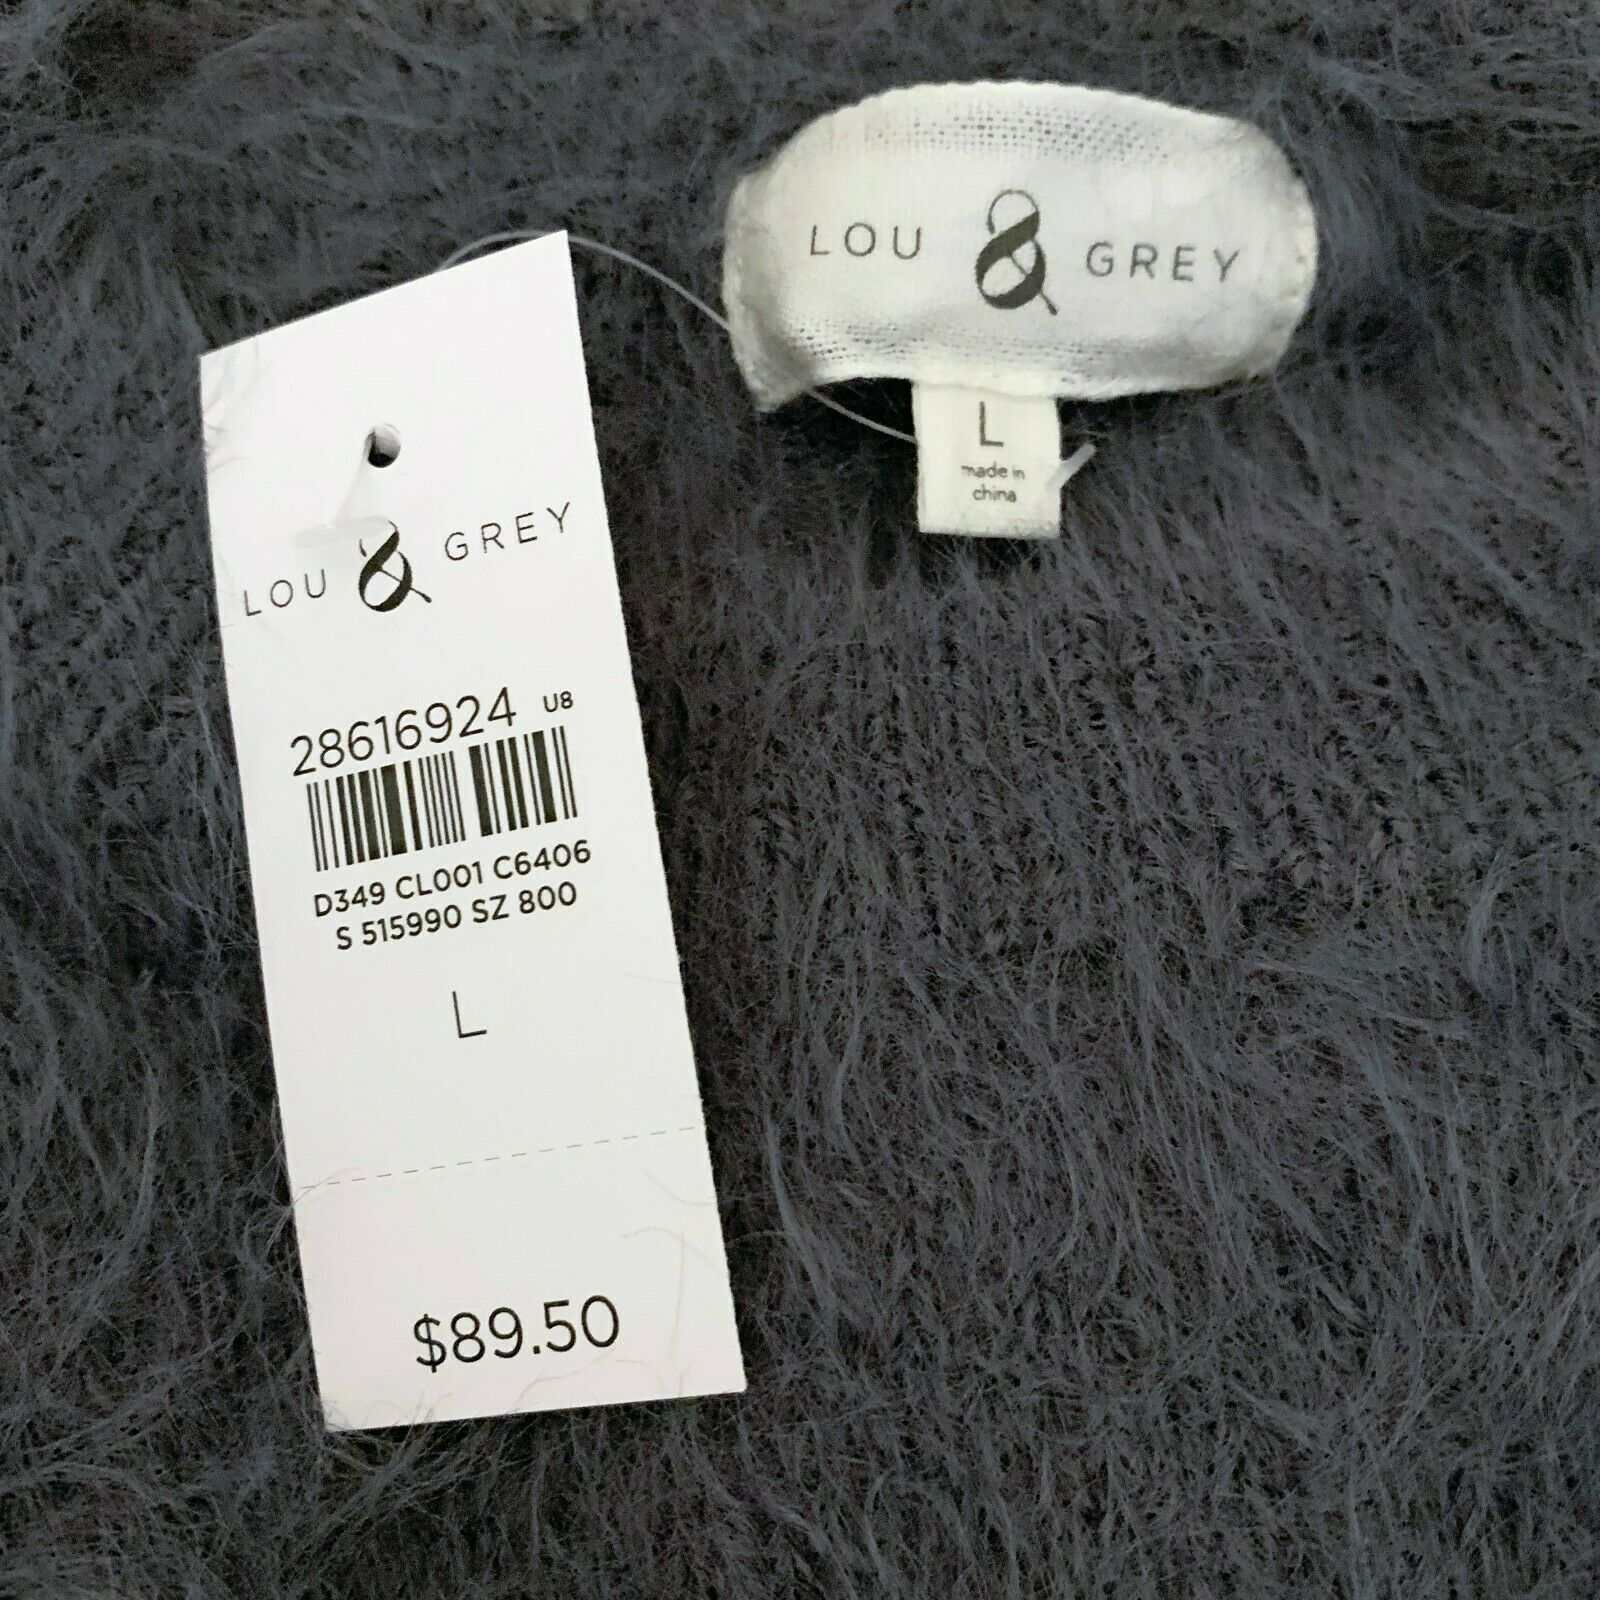 LOU & GREY
L
made in
china
LOU & GREY
28616924 U8
D349 CL001 C6406
S 515990 SZ 800
L
$89.50